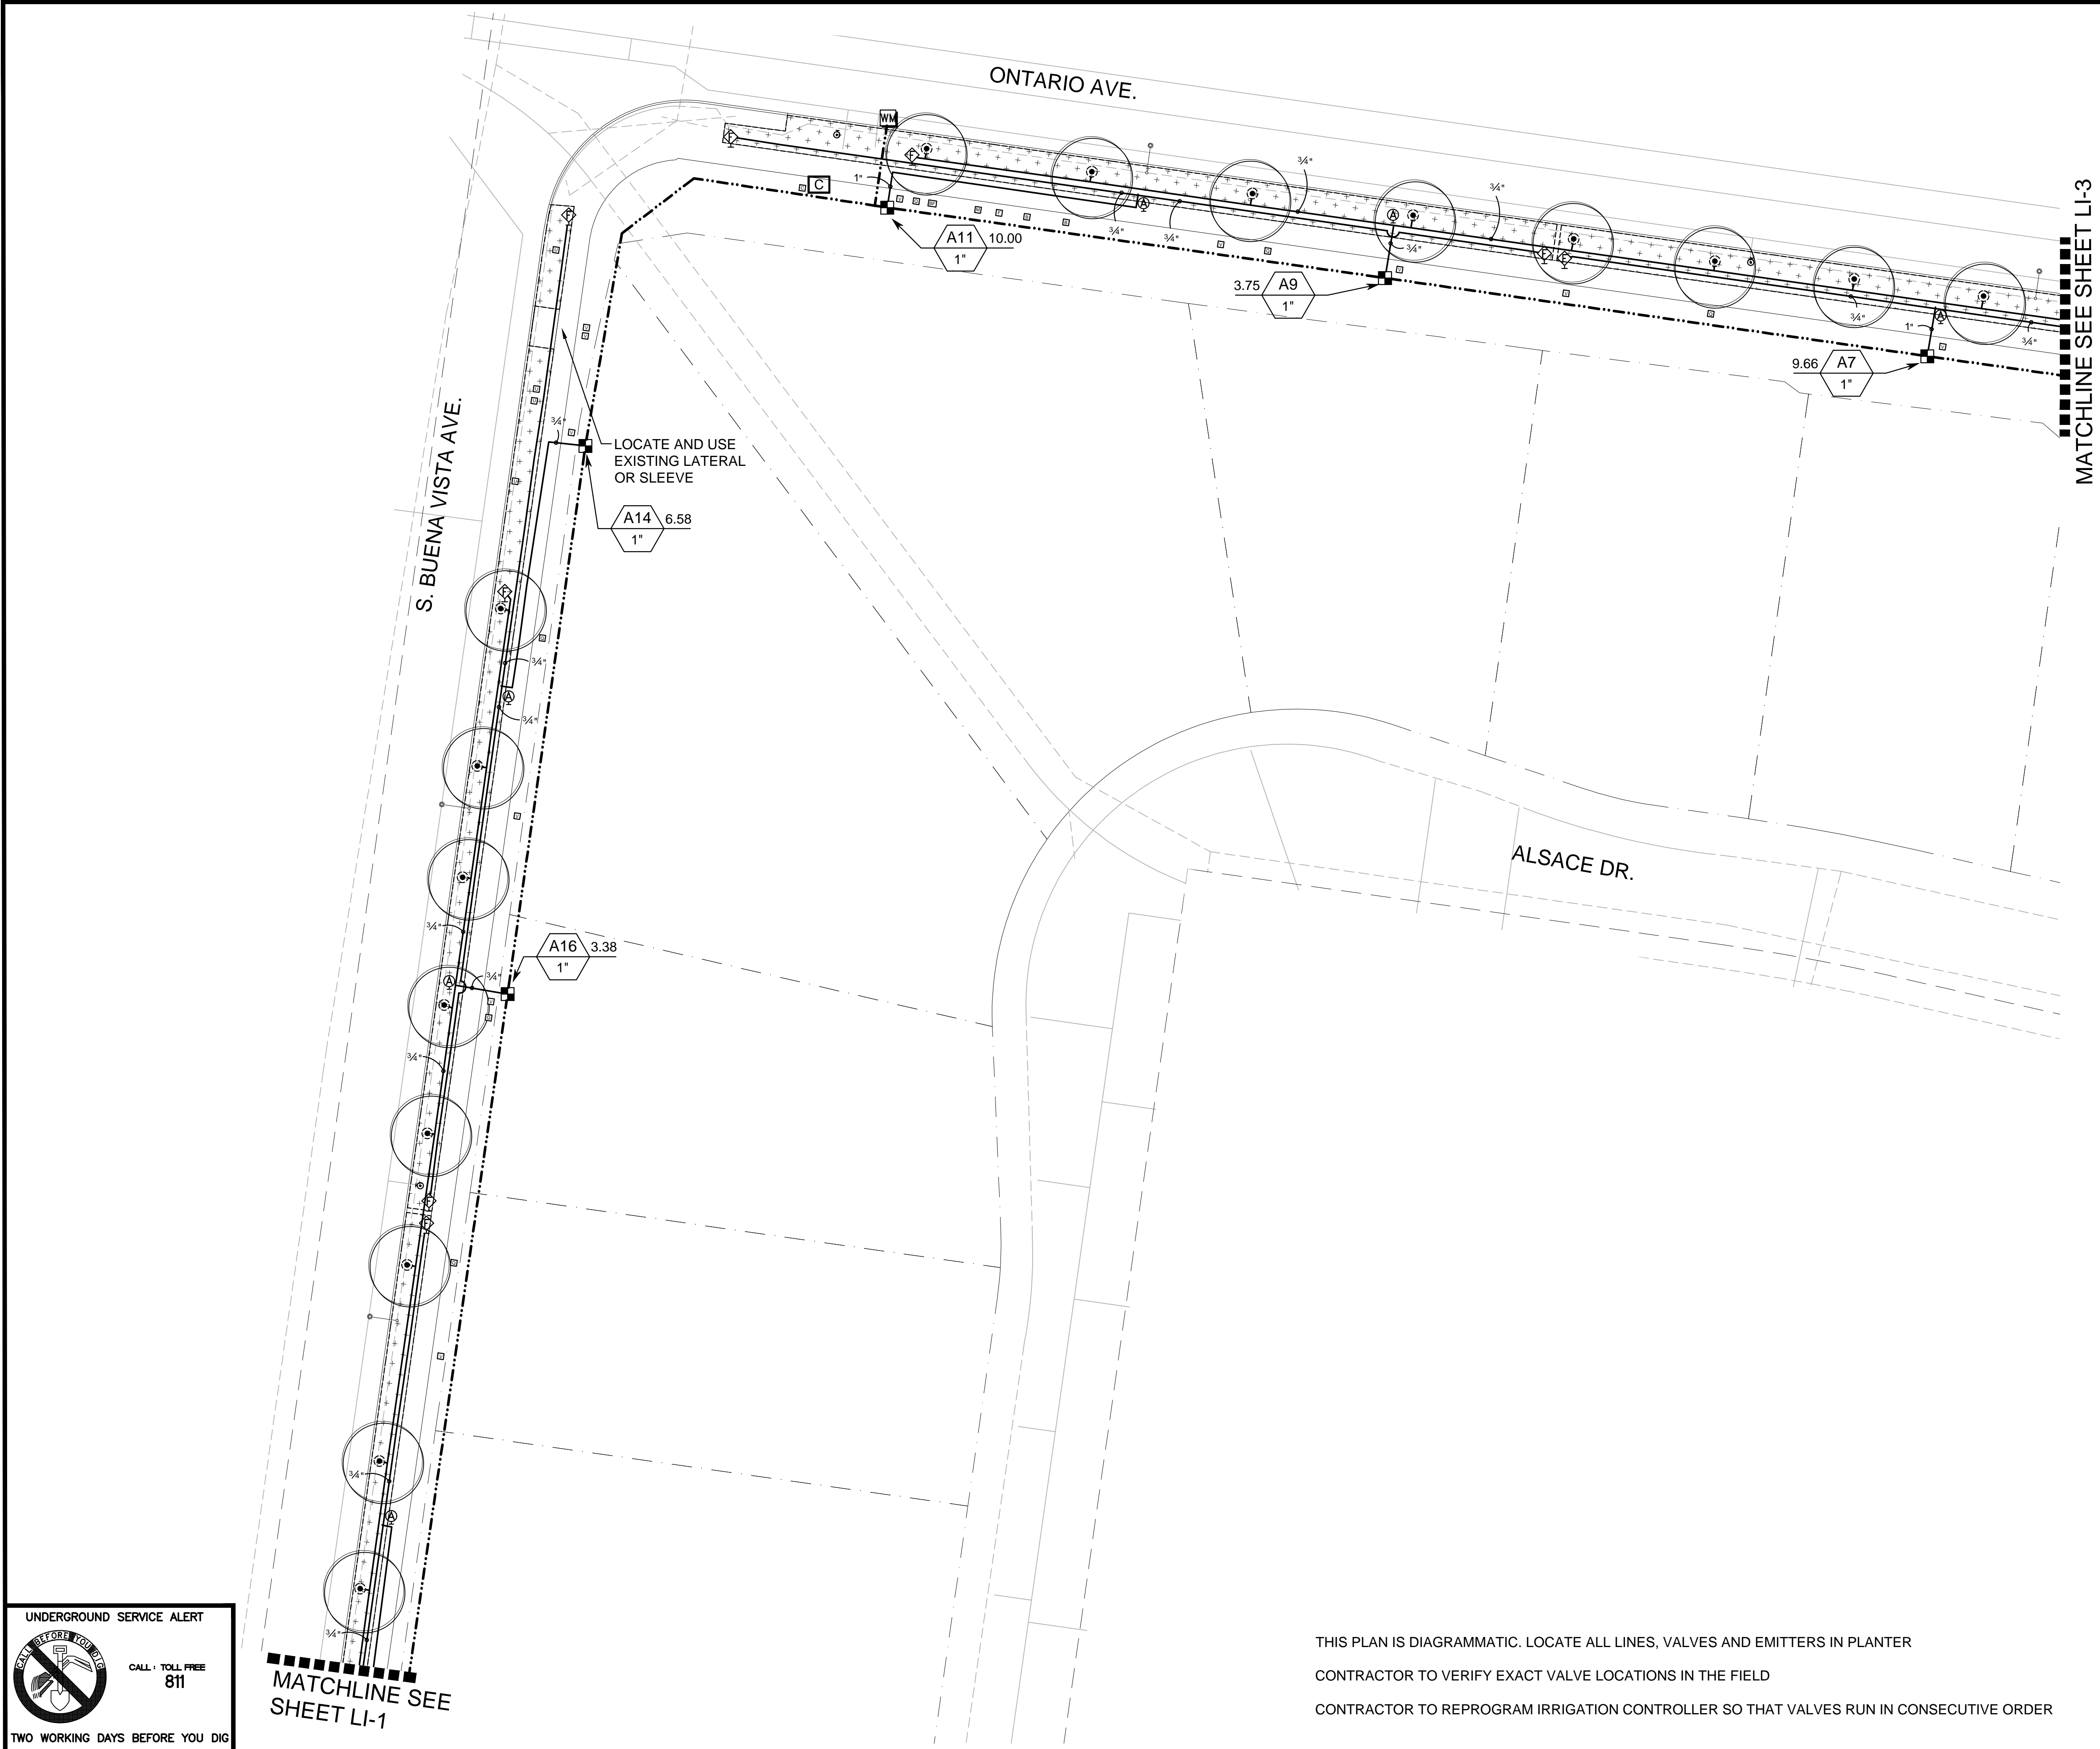 ONTARIO AVE.
WM
F
F
C
1"
3/4"
3/4"
A
3/4"
3/4"
A
3/4"
F
F
A11 10.00
1"
3.75 A9
1"
9.66 A7
1"
1"
A
3/4"
3/4"
MATCHLINE SEE SHEET LI-3
F
3/4"
LOCATE AND USE
EXISTING LATERAL
OR SLEEVE
A14 6.58
1"
S. BUENA VISTA AVE.
F
3/4"
A
3/4"
ALSACE DR.
3/4"
A16 3.38
1"
A
3/4"
3/4"
F
F
3/4"
A
3/4"
MATCHLINE SEE
SHEET LI-1
UNDERGROUND SERVICE ALERT
CALL BEFORE YOU DIG
CALL : TOLL FREE
811
TWO WORKING DAYS BEFORE YOU DIG
THIS PLAN IS DIAGRAMMATIC. LOCATE ALL LINES, VALVES AND EMITTERS IN PLANTER
CONTRACTOR TO VERIFY EXACT VALVE LOCATIONS IN THE FIELD
CONTRACTOR TO REPROGRAM IRRIGATION CONTROLLER SO THAT VALVES RUN IN CONSECUTIVE ORDER